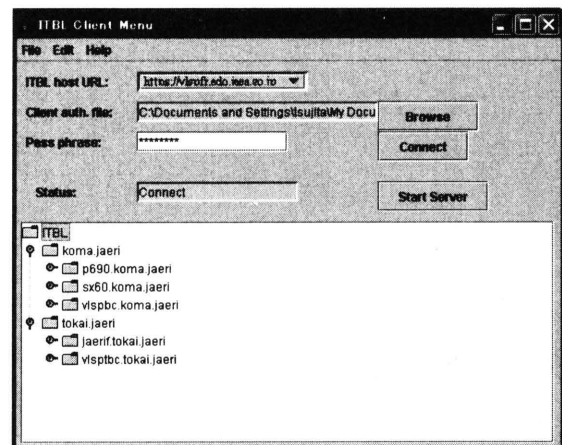 ITBL Client Menu
File Edit Help
ITBL host URL:
Client auth. file: C:\Documents and Settings\tsujita\My Docu Browse
Pass phrase: ******** Connect
Status: Connect Start Server
ITBL
koma.jaeri
p690.koma.jaeri
sx60.koma.jaeri
vlspbc.koma.jaeri
tokai.jaeri
jaerif.tokai.jaeri
vlsptbc.tokai.jaeri